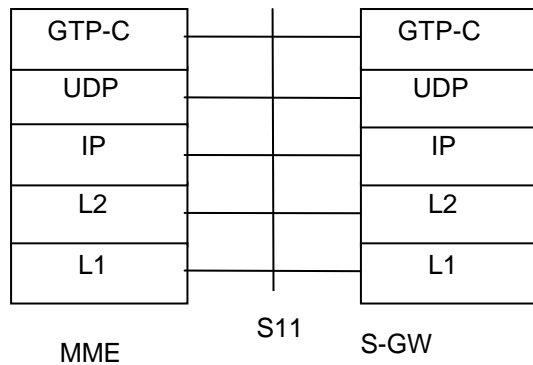 GTP-C GTP-C
UDP UDP
IP IP
L2 L2
L1 L1
MME S11 S-GW